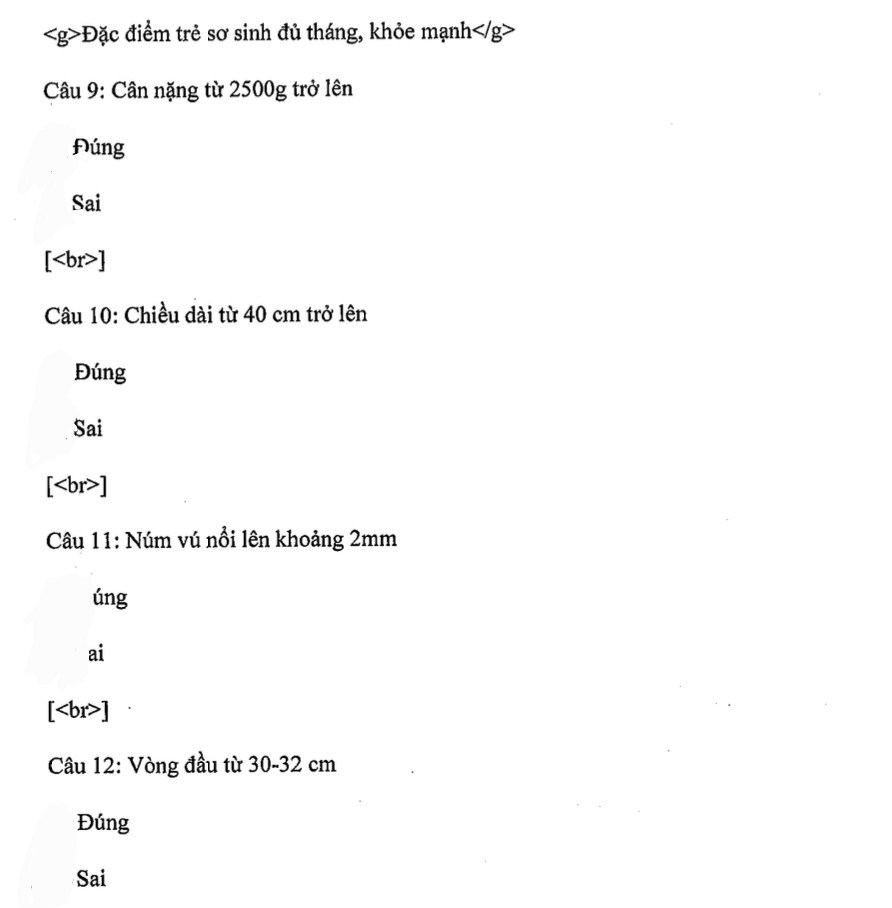 <g>Đặc điểm trẻ sơ sinh đủ tháng, khỏe mạnh</g>
Câu 9: Cân nặng từ 2500g trở lên
Đúng
Sai
[<br>]
Câu 10: Chiều dài từ 40 cm trở lên
Đúng
Sai
[<br>]
Câu 11: Núm vú nổi lên khoảng 2mm
úng
ai
[<br>]
Câu 12: Vòng đầu từ 30-32 cm
Đúng
Sai